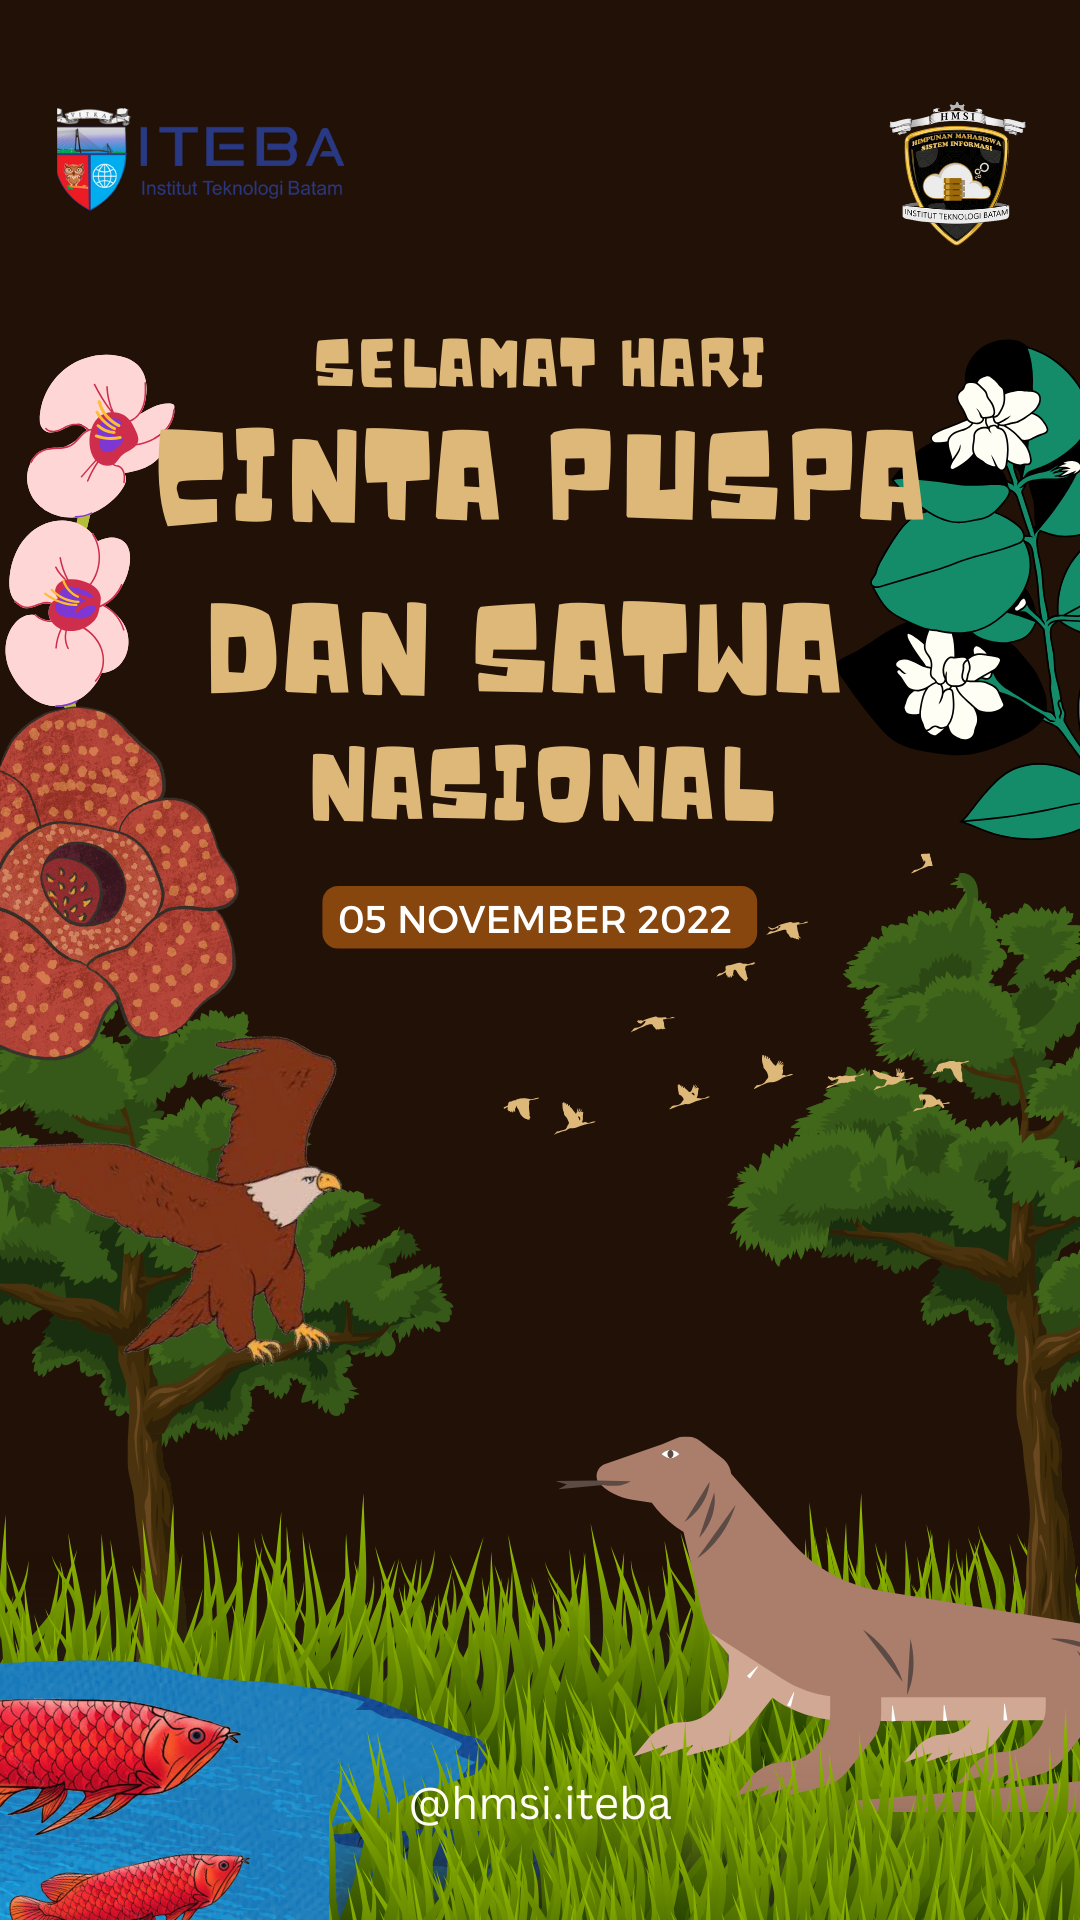 VITKA
ITEBA
Institut Teknologi Batam
HMSI
HIMPUNAN MAHASISWA
SISTEM INFORMASI
INSTITUT TEKNOLOGI BATAM
SELAMAT HARI
CINTA PUSPA
DAN SATWA
NASIONAL
05 NOVEMBER 2022
@hmsi.iteba